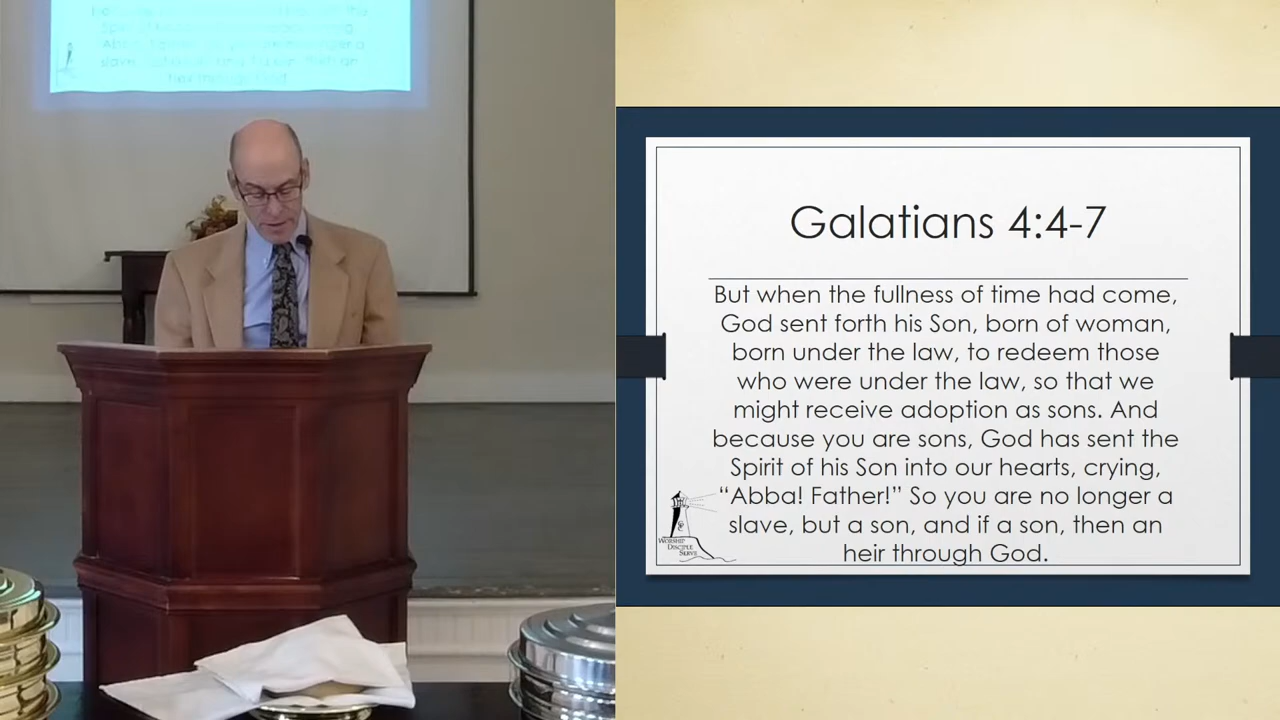 Galatians 4:4-7
But when the fullness of time had come,
God sent forth his Son, born of woman,
born under the law, to redeem those
who were under the law, so that we
might receive adoption as sons. And
because you are sons, God has sent the
Spirit of his Son into our hearts, crying,
“Abba! Father!” So you are no longer a
slave, but a son, and if a son, then an
heir through God.
Worship
Disciple
Serve